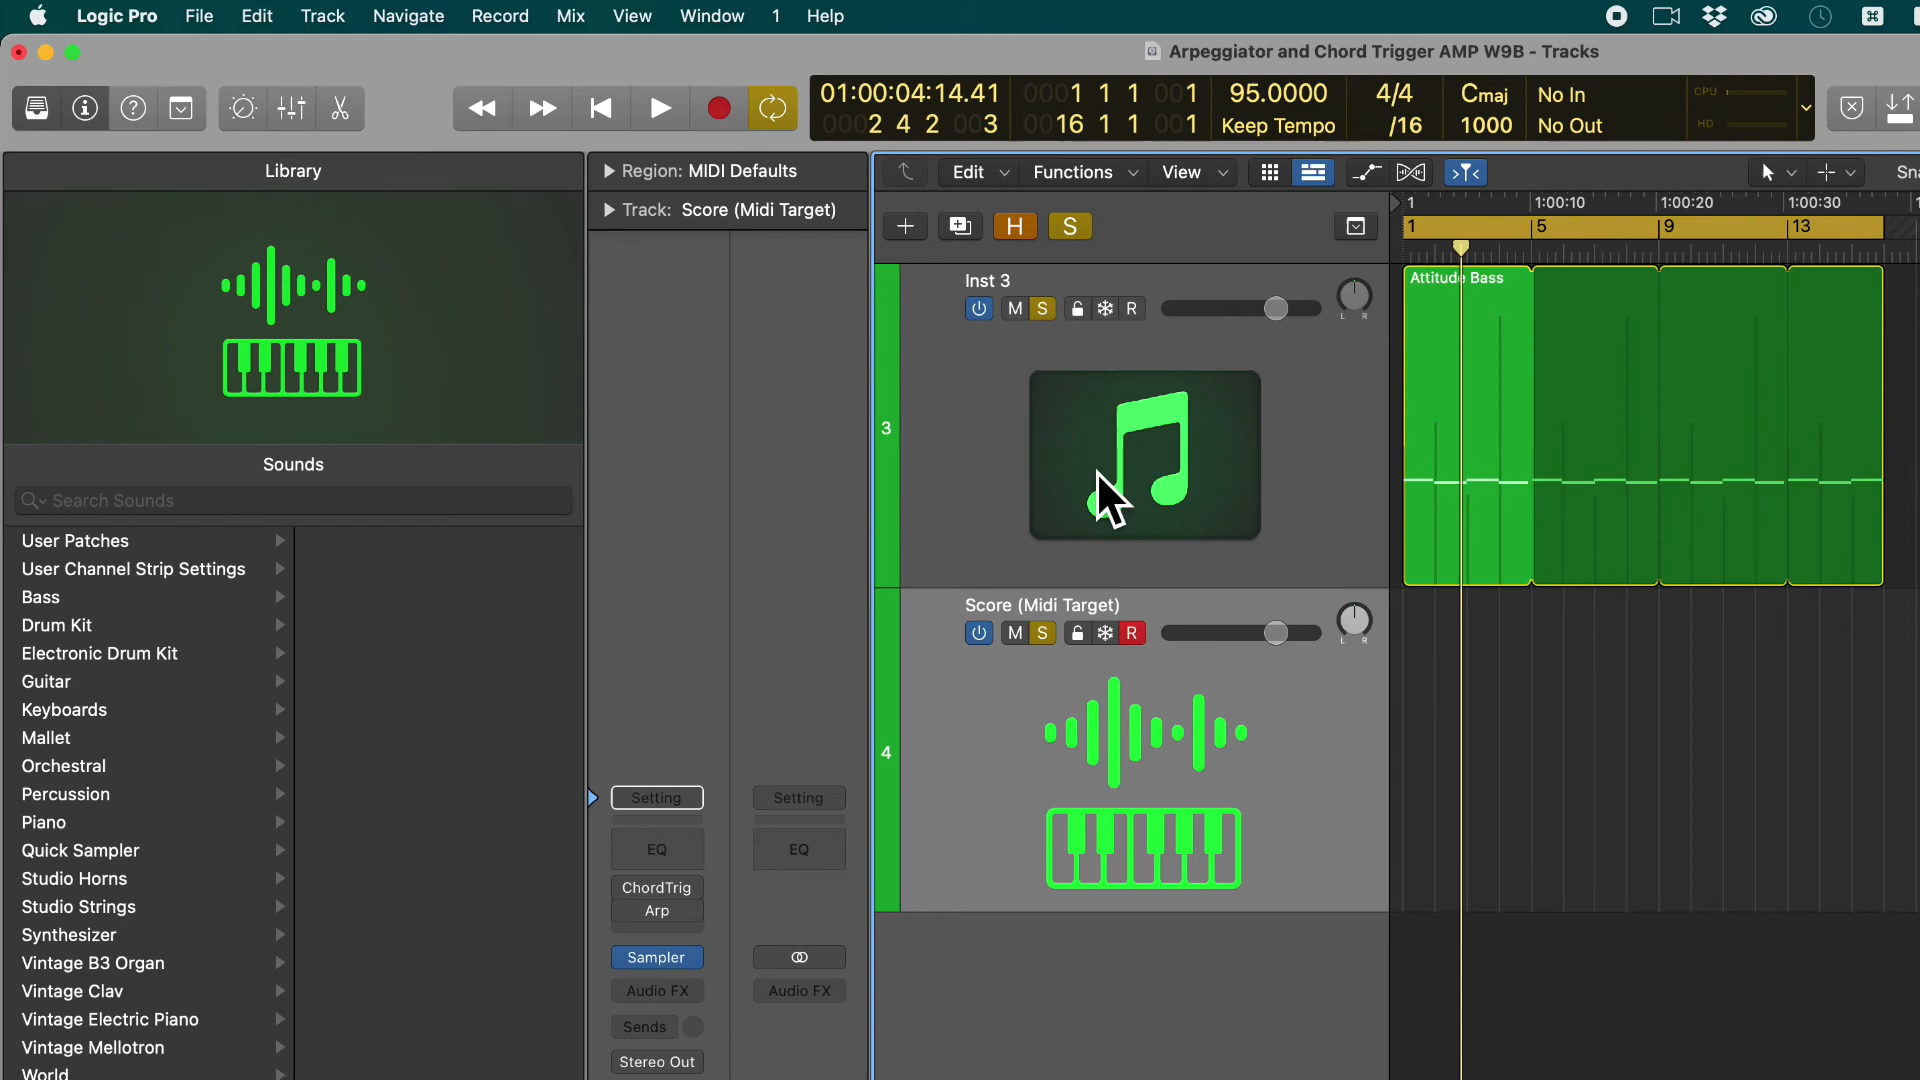 Logic Pro File Edit Track Navigate Record Mix View Window 1 Help
Arpeggiator and Chord Trigger AMP W9B - Tracks
01:00:04:14.41 0001 1 1 001 95.0000 4/4 Cmaj No In CPU
0002 4 2 003 0016 1 1 001 Keep Tempo /16 1000 No Out HD
Library
Region: MIDI Defaults
Edit Functions View
Track: Score (Midi Target)
H S
1 1:00:10 1:00:20 1:00:30
1 5 9 13
Inst 3
M S R
L R
Attitude Bass
3
Sounds
Search Sounds
User Patches
User Channel Strip Settings
Bass
Drum Kit
Electronic Drum Kit
Guitar
Keyboards
Mallet
Orchestral
Percussion
Piano
Quick Sampler
Studio Horns
Studio Strings
Synthesizer
Vintage B3 Organ
Vintage Clav
Vintage Electric Piano
Vintage Mellotron
World
Score (Midi Target)
M S R
L R
4
Setting Setting
EQ EQ
ChordTrig
Arp
Sampler
Audio FX Audio FX
Sends
Stereo Out